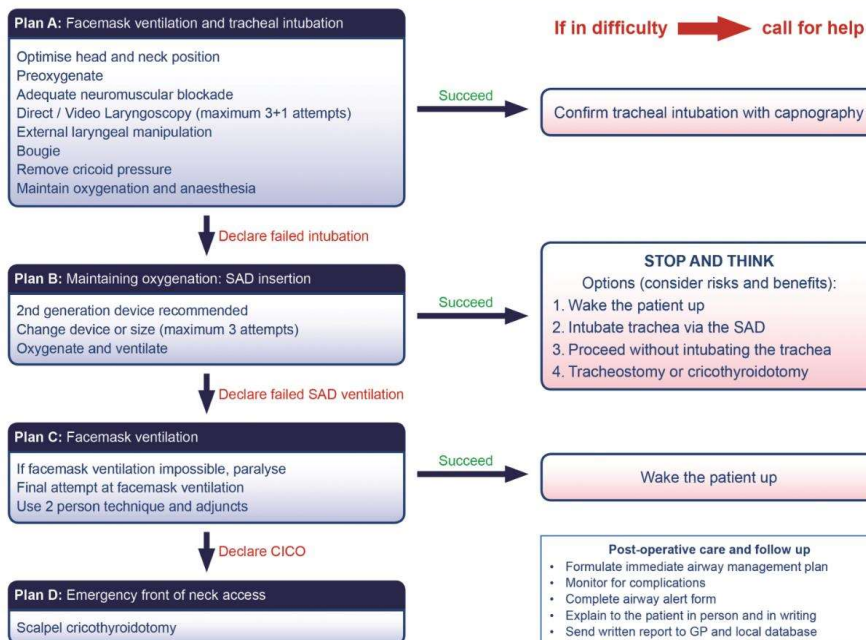 Plan A: Facemask ventilation and tracheal intubation
Optimise head and neck position
Preoxygenate
Adequate neuromuscular blockade
Direct / Video Laryngoscopy (maximum 3+1 attempts)
External laryngeal manipulation
Bougie
Remove cricoid pressure
Maintain oxygenation and anaesthesia
If in difficulty
call for help
Succeed
Confirm tracheal intubation with capnography
Declare failed intubation
Plan B: Maintaining oxygenation: SAD insertion
2nd generation device recommended
Change device or size (maximum 3 attempts)
Oxygenate and ventilate
Succeed
STOP AND THINK
Options (consider risks and benefits):
1. Wake the patient up
2. Intubate trachea via the SAD
3. Proceed without intubating the trachea
4. Tracheostomy or cricothyroidotomy
Declare failed SAD ventilation
Plan C: Facemask ventilation
If facemask ventilation impossible, paralyse
Final attempt at facemask ventilation
Use 2 person technique and adjuncts
Succeed
Wake the patient up
Declare CICO
Plan D: Emergency front of neck access
Scalpel cricothyroidotomy
Post-operative care and follow up
• Formulate immediate airway management plan
• Monitor for complications
• Complete airway alert form
• Explain to the patient in person and in writing
• Send written report to GP and local database